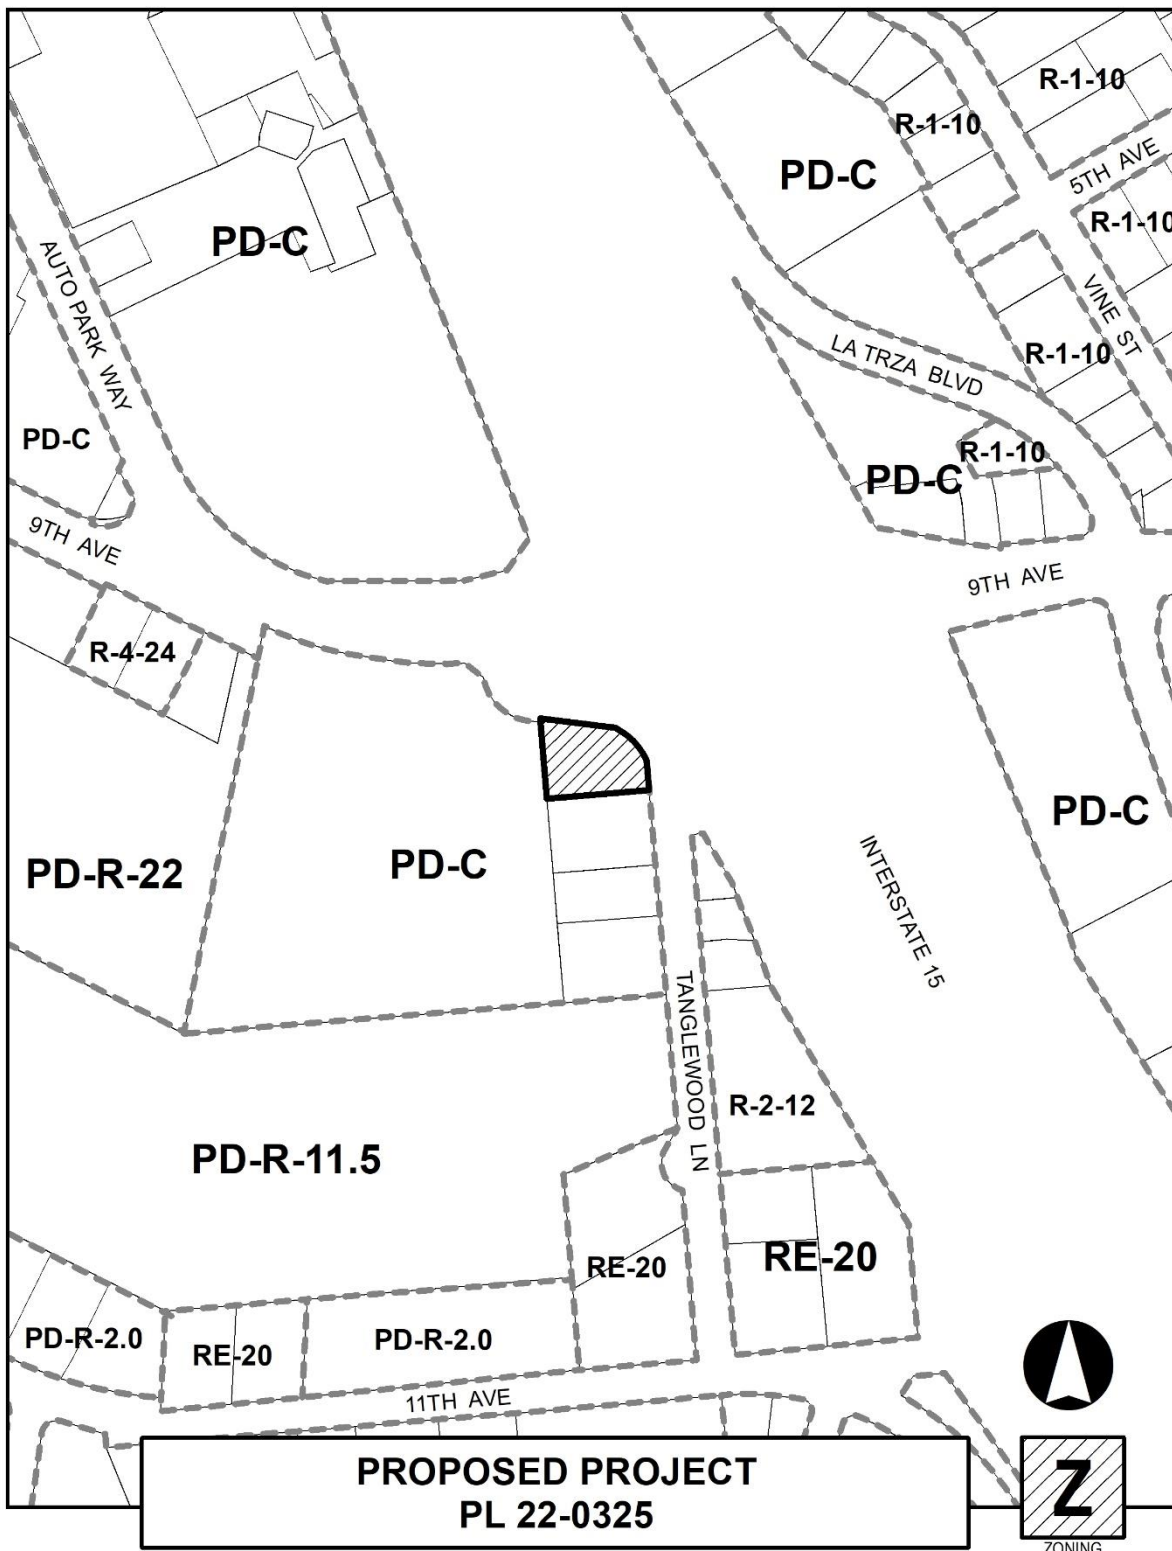 R-1-10
R-1-10
5TH AVE
PD-C
R-1-10
PD-C
AUTO PARK WAY
VINE ST
LA TRZA BLVD
R-1-10
PD-C
R-1-10
PD-C
9TH AVE
9TH AVE
R-4-24
PD-C
PD-R-22
PD-C
INTERSTATE 15
TANGLEWOOD LN
R-2-12
PD-R-11.5
RE-20
RE-20
PD-R-2.0
RE-20
PD-R-2.0
11TH AVE
PROPOSED PROJECT
PL 22-0325
Z
ZONING